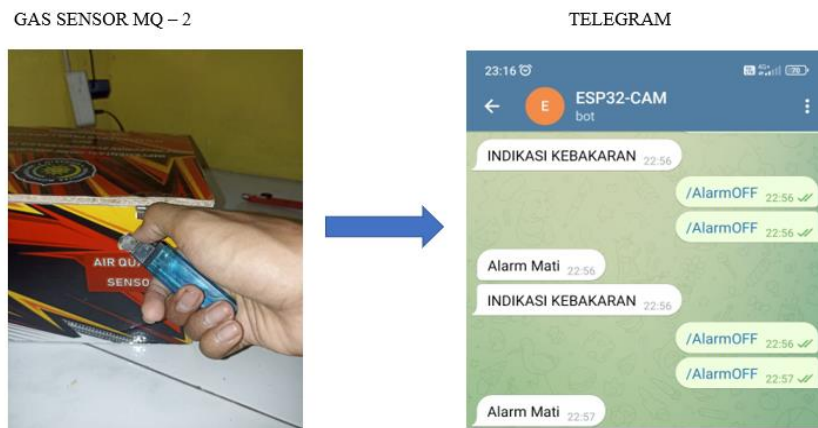 GAS SENSOR MQ – 2
TELEGRAM
AIR QU
SENSO
23:16
ESP32-CAM
E
bot
INDIKASI KEBAKARAN 22:56
/AlarmOFF 22:56
/AlarmOFF 22:56
Alarm Mati 22:56
INDIKASI KEBAKARAN 22:56
/AlarmOFF 22:56
/AlarmOFF 22:57
Alarm Mati 22:57